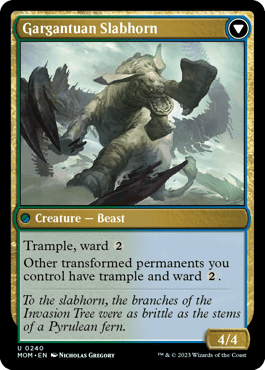 Gargantuan Slabhorn
Creature — Beast
Trample, ward 2
Other transformed permanents you
control have trample and ward 2.
To the slabhorn, the branches of the
Invasion Tree were as brittle as the stems
of a Pyrulean fern.
4/4
U 0240
MOM • EN NICHOLAS GREGORY
™ & © 2023 Wizards of the Coast